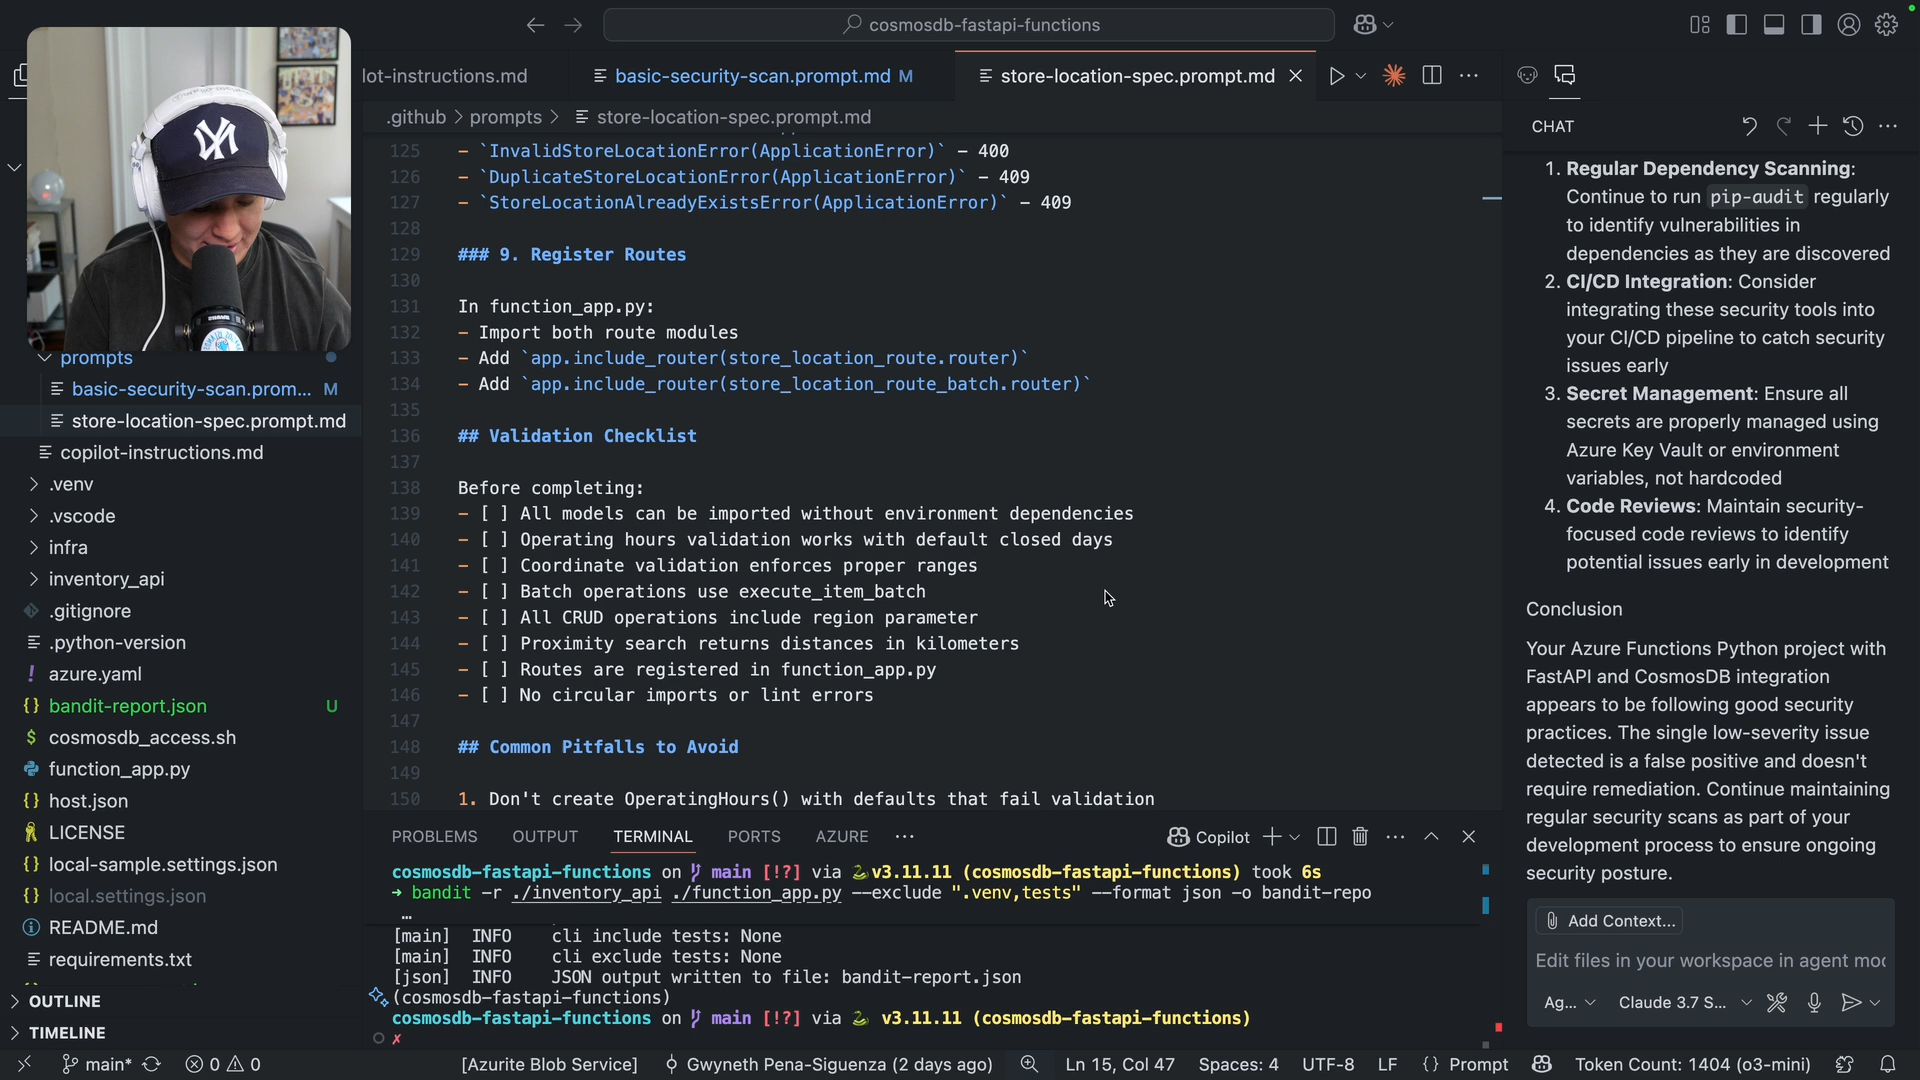 cosmosdb-fastapi-functions
lot-instructions.md
basic-security-scan.prompt.md M
store-location-spec.prompt.md
.github > prompts > store-location-spec.prompt.md
125 - `InvalidStoreLocationError(ApplicationError)` - 400
126 - `DuplicateStoreLocationError(ApplicationError)` - 409
127 - `StoreLocationAlreadyExistsError(ApplicationError)` - 409
128
129 ### 9. Register Routes
130
131 In function_app.py:
132 - Import both route modules
133 - Add `app.include_router(store_location_route.router)`
134 - Add `app.include_router(store_location_route_batch.router)`
135
136 ## Validation Checklist
137
138 Before completing:
139 - [ ] All models can be imported without environment dependencies
140 - [ ] Operating hours validation works with default closed days
141 - [ ] Coordinate validation enforces proper ranges
142 - [ ] Batch operations use execute_item_batch
143 - [ ] All CRUD operations include region parameter
144 - [ ] Proximity search returns distances in kilometers
145 - [ ] Routes are registered in function_app.py
146 - [ ] No circular imports or lint errors
147
148 ## Common Pitfalls to Avoid
149
150 1. Don't create OperatingHours() with defaults that fail validation
prompts
basic-security-scan.prom... M
store-location-spec.prompt.md
copilot-instructions.md
.venv
.vscode
infra
inventory_api
.gitignore
.python-version
azure.yaml
bandit-report.json U
cosmosdb_access.sh
function_app.py
host.json
LICENSE
local-sample.settings.json
local.settings.json
README.md
requirements.txt
OUTLINE
TIMELINE
PROBLEMS OUTPUT TERMINAL PORTS AZURE ...
Copilot
cosmosdb-fastapi-functions on main [!?] via v3.11.11 (cosmosdb-fastapi-functions) took 6s
➜ bandit -r ./inventory_api ./function_app.py --exclude ".venv,tests" --format json -o bandit-repo
…
[main] INFO cli include tests: None
[main] INFO cli exclude tests: None
[json] INFO JSON output written to file: bandit-report.json
(cosmosdb-fastapi-functions)
cosmosdb-fastapi-functions on main [!?] via v3.11.11 (cosmosdb-fastapi-functions)
✗
CHAT
1. Regular Dependency Scanning:
Continue to run pip-audit regularly
to identify vulnerabilities in
dependencies as they are discovered
2. CI/CD Integration: Consider
integrating these security tools into
your CI/CD pipeline to catch security
issues early
3. Secret Management: Ensure all
secrets are properly managed using
Azure Key Vault or environment
variables, not hardcoded
4. Code Reviews: Maintain security-
focused code reviews to identify
potential issues early in development
Conclusion
Your Azure Functions Python project with
FastAPI and CosmosDB integration
appears to be following good security
practices. The single low-severity issue
detected is a false positive and doesn't
require remediation. Continue maintaining
regular security scans as part of your
development process to ensure ongoing
security posture.
Add Context...
Edit files in your workspace in agent mod
Ag... Claude 3.7 S...
main* 0 0 [Azurite Blob Service] Gwyneth Pena-Siguenza (2 days ago) Ln 15, Col 47 Spaces: 4 UTF-8 LF {} Prompt Token Count: 1404 (o3-mini)